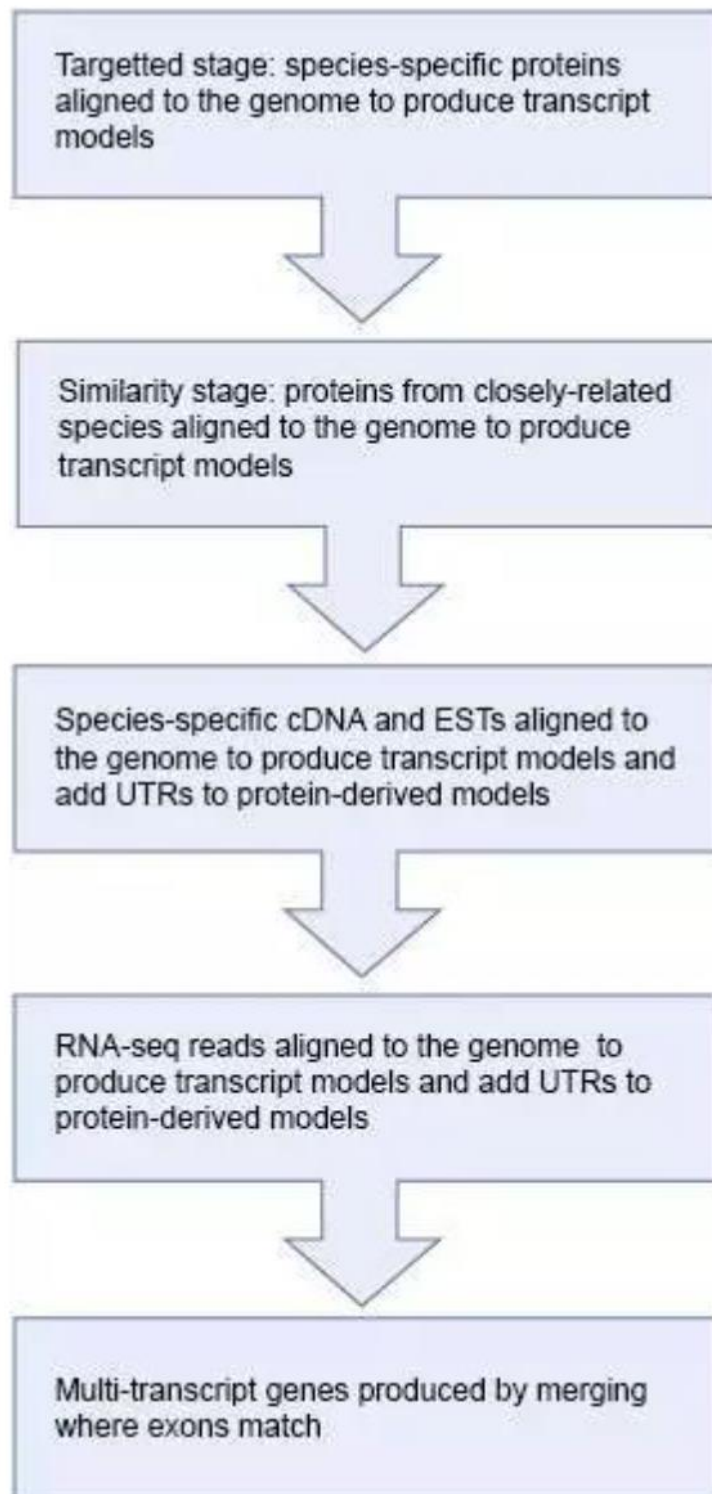 Targetted stage: species-specific proteins
aligned to the genome to produce transcript
models
Similarity stage: proteins from closely-related
species aligned to the genome to produce
transcript models
Species-specific cDNA and ESTs aligned to
the genome to produce transcript models and
add UTRs to protein-derived models
RNA-seq reads aligned to the genome to
produce transcript models and add UTRs to
protein-derived models
Multi-transcript genes produced by merging
where exons match